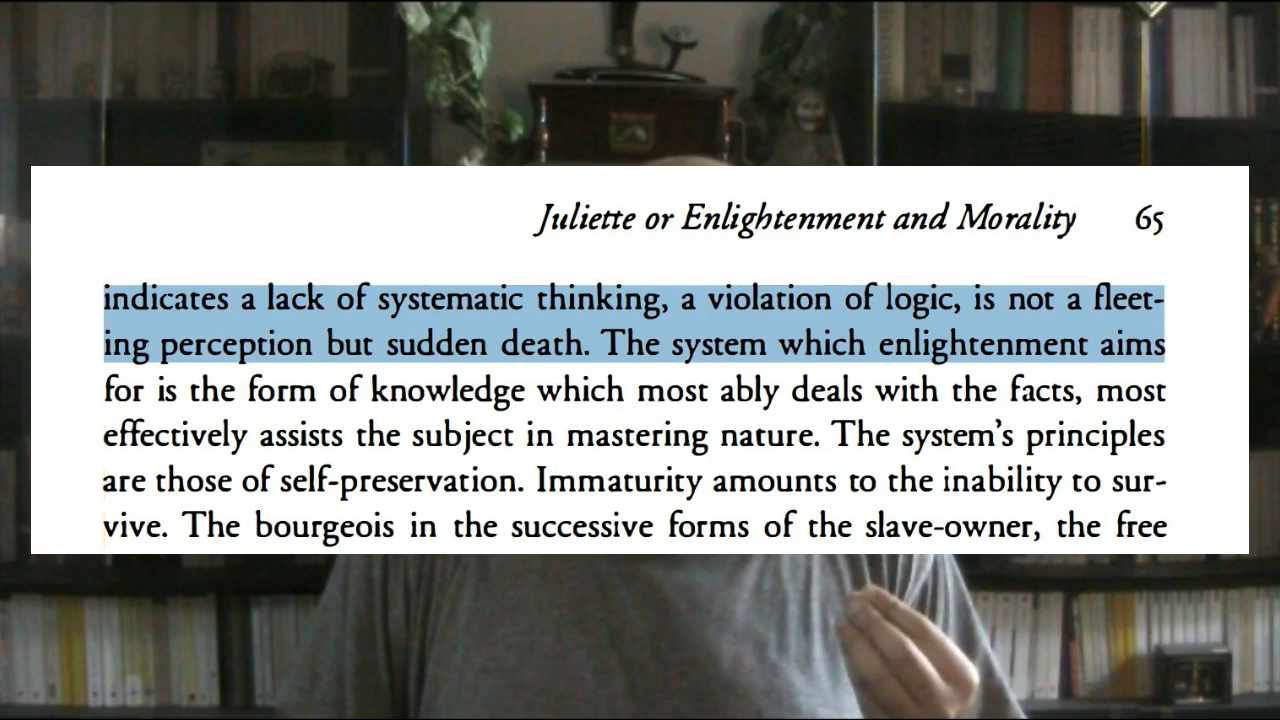 Juliette or Enlightenment and Morality 65
indicates a lack of systematic thinking, a violation of logic, is not a fleet-
ing perception but sudden death. The system which enlightenment aims
for is the form of knowledge which most ably deals with the facts, most
effectively assists the subject in mastering nature. The system’s principles
are those of self-preservation. Immaturity amounts to the inability to sur-
vive. The bourgeois in the successive forms of the slave-owner, the free